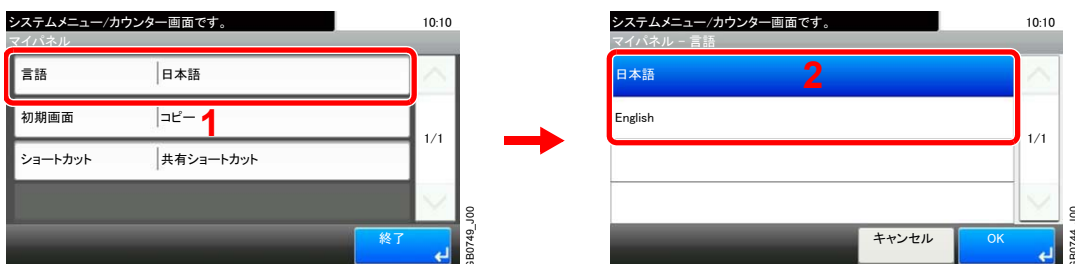 システムメニュー/カウンター画面です。 10:10
マイパネル
言語 日本語
初期画面 コピー 1
ショートカット 共有ショートカット
1/1
終了
GB0749_J00
システムメニュー/カウンター画面です。 10:10
マイパネル - 言語
日本語 2
English
1/1
キャンセル OK
GB0744_J00